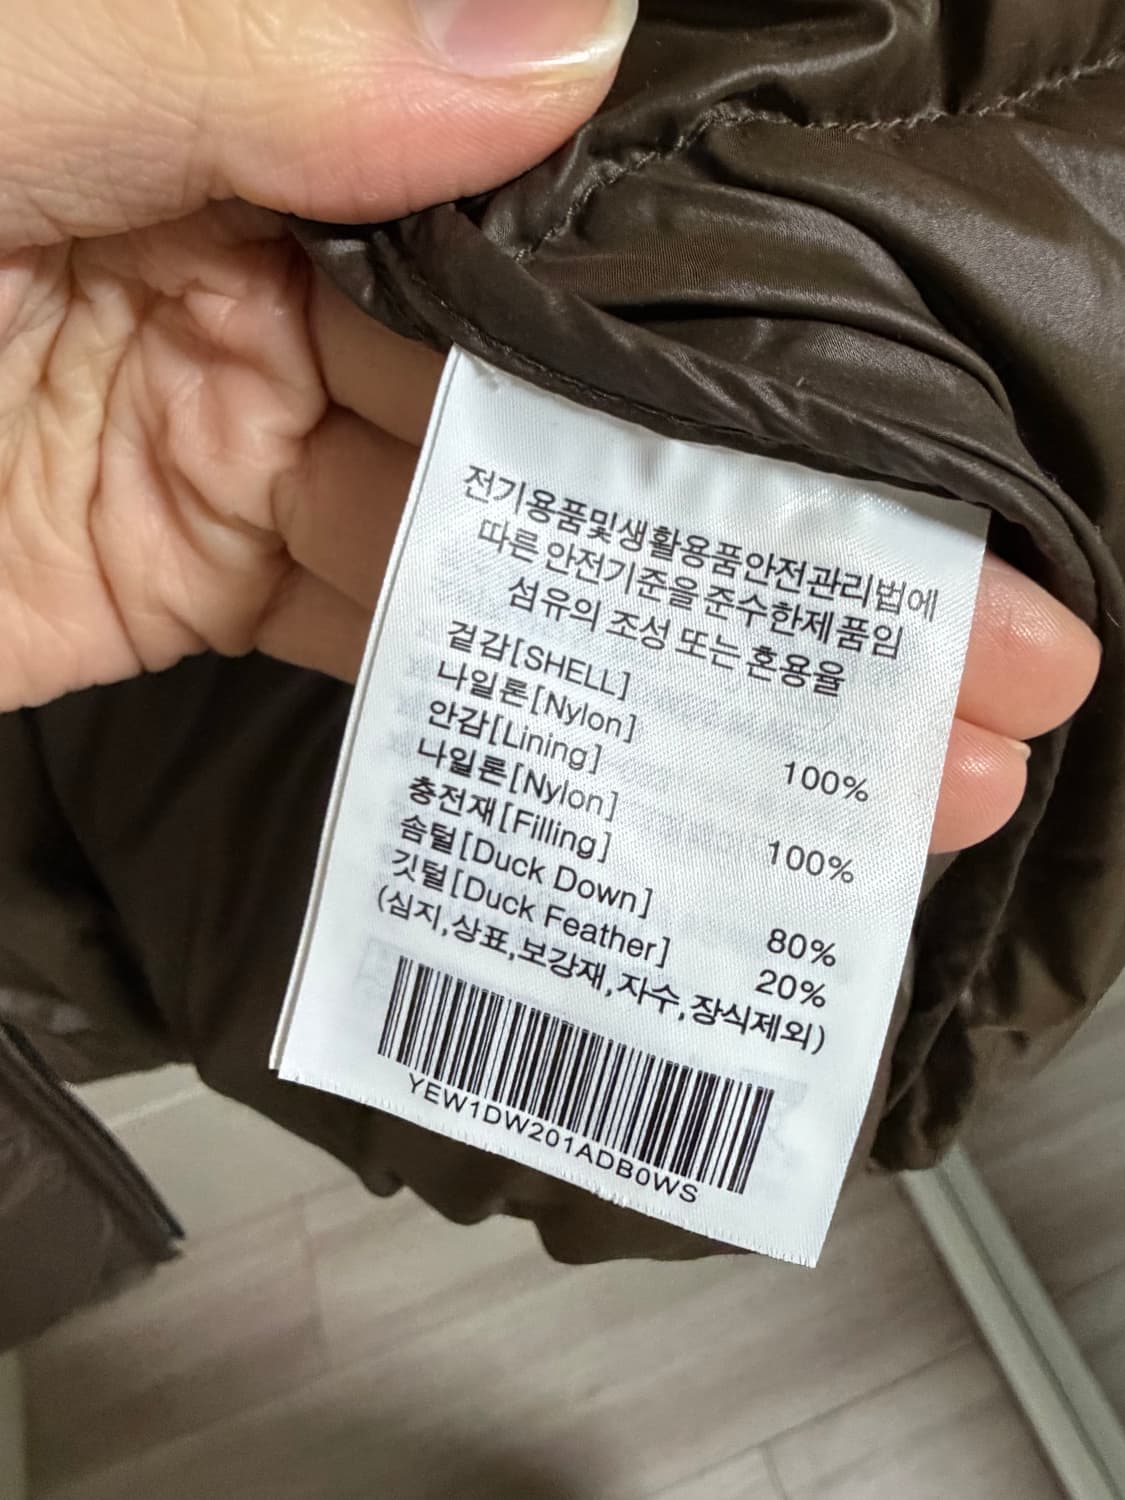 전기용품및생활용품안전관리법에
따른 안전기준을준수한제품임
섬유의 조성 또는 혼용율
겉감[SHELL]
나일론[Nylon] 100%
안감[Lining]
나일론[Nylon] 100%
충전재[Filling]
솜털[Duck Down] 80%
깃털[Duck Feather] 20%
(심지,상표,보강재,자수,장식제외)
YEW1DW201ADB0WS